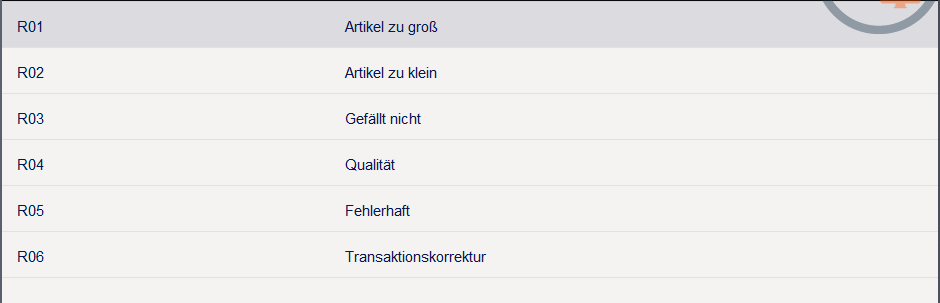 R01 Artikel zu groß
R02 Artikel zu klein
R03 Gefällt nicht
R04 Qualität
R05 Fehlerhaft
R06 Transaktionskorrektur